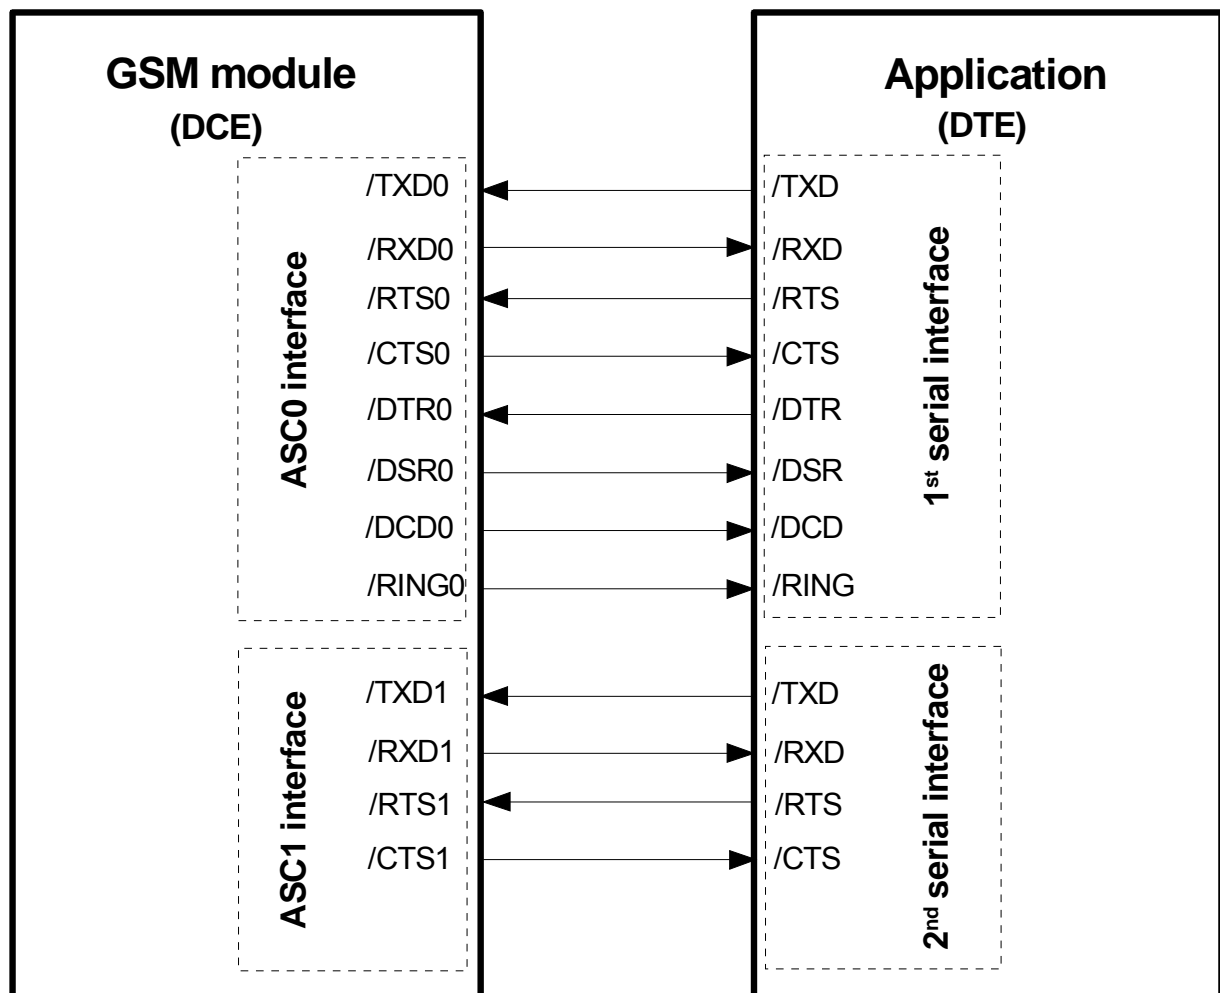 GSM module
(DCE)
ASC0 interface
/TXD0
/RXD0
/RTS0
/CTS0
/DTR0
/DSR0
/DCD0
/RING0
ASC1 interface
/TXD1
/RXD1
/RTS1
/CTS1
Application
(DTE)
/TXD
/RXD
/RTS
/CTS
/DTR
/DSR
/DCD
/RING
1st serial interface
/TXD
/RXD
/RTS
/CTS
2nd serial interface